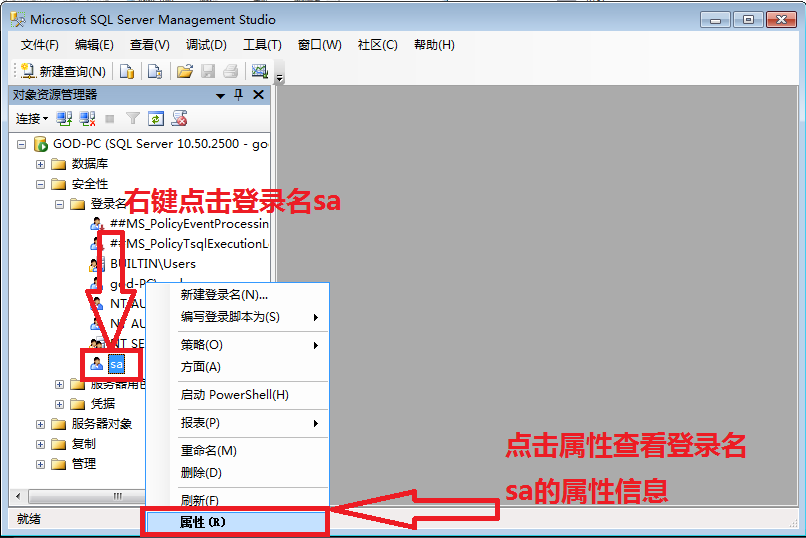 Microsoft SQL Server Management Studio
文件(F) 编辑(E) 查看(V) 调试(D) 工具(T) 窗口(W) 社区(C) 帮助(H)
新建查询(N)
对象资源管理器
连接
GOD-PC (SQL Server 10.50.2500 - go
数据库
安全性
登录名
右键点击登录名sa
##MS_PolicyEventProcessin
##MS_PolicyTsqlExecutionLo
BUILTIN\Users
god-PC\
NT AU
NT AU
NT SE
sa
服务器角色
凭据
服务器对象
复制
管理
新建登录名(N)...
编写登录脚本为(S)
策略(O)
方面(A)
启动 PowerShell(H)
报表(P)
重命名(M)
删除(D)
刷新(F)
属性(R)
点击属性查看登录名
sa的属性信息
就绪